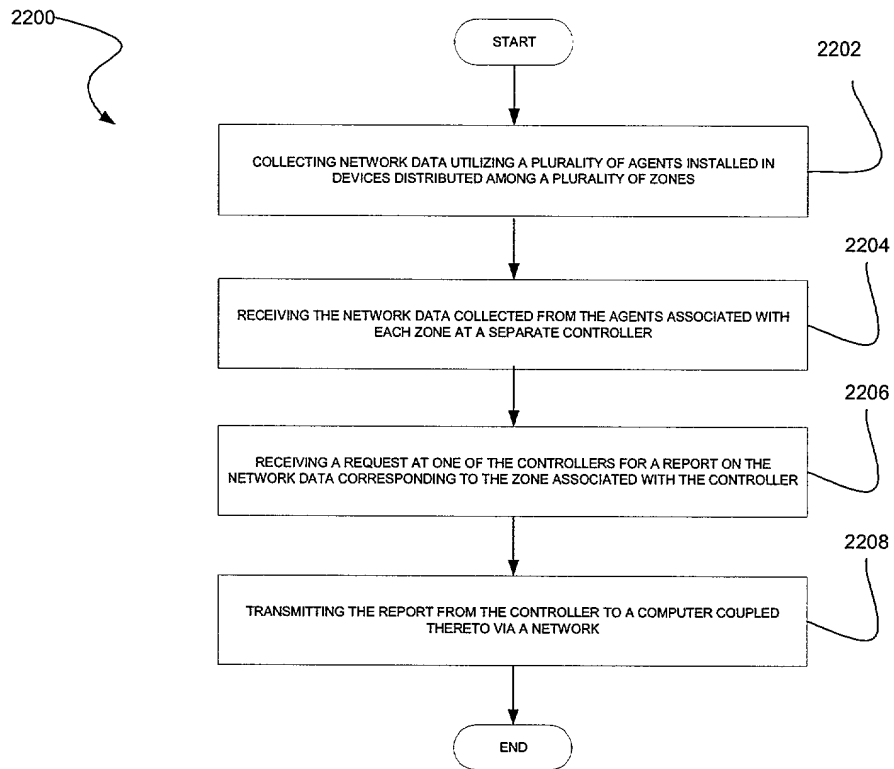 2200
START
2202
COLLECTING NETWORK DATA UTILIZING A PLURALITY OF AGENTS INSTALLED IN
DEVICES DISTRIBUTED AMONG A PLURALITY OF ZONES
2204
RECEIVING THE NETWORK DATA COLLECTED FROM THE AGENTS ASSOCIATED WITH
EACH ZONE AT A SEPARATE CONTROLLER
2206
RECEIVING A REQUEST AT ONE OF THE CONTROLLERS FOR A REPORT ON THE
NETWORK DATA CORRESPONDING TO THE ZONE ASSOCIATED WITH THE CONTROLLER
2208
TRANSMITTING THE REPORT FROM THE CONTROLLER TO A COMPUTER COUPLED
THERETO VIA A NETWORK
END